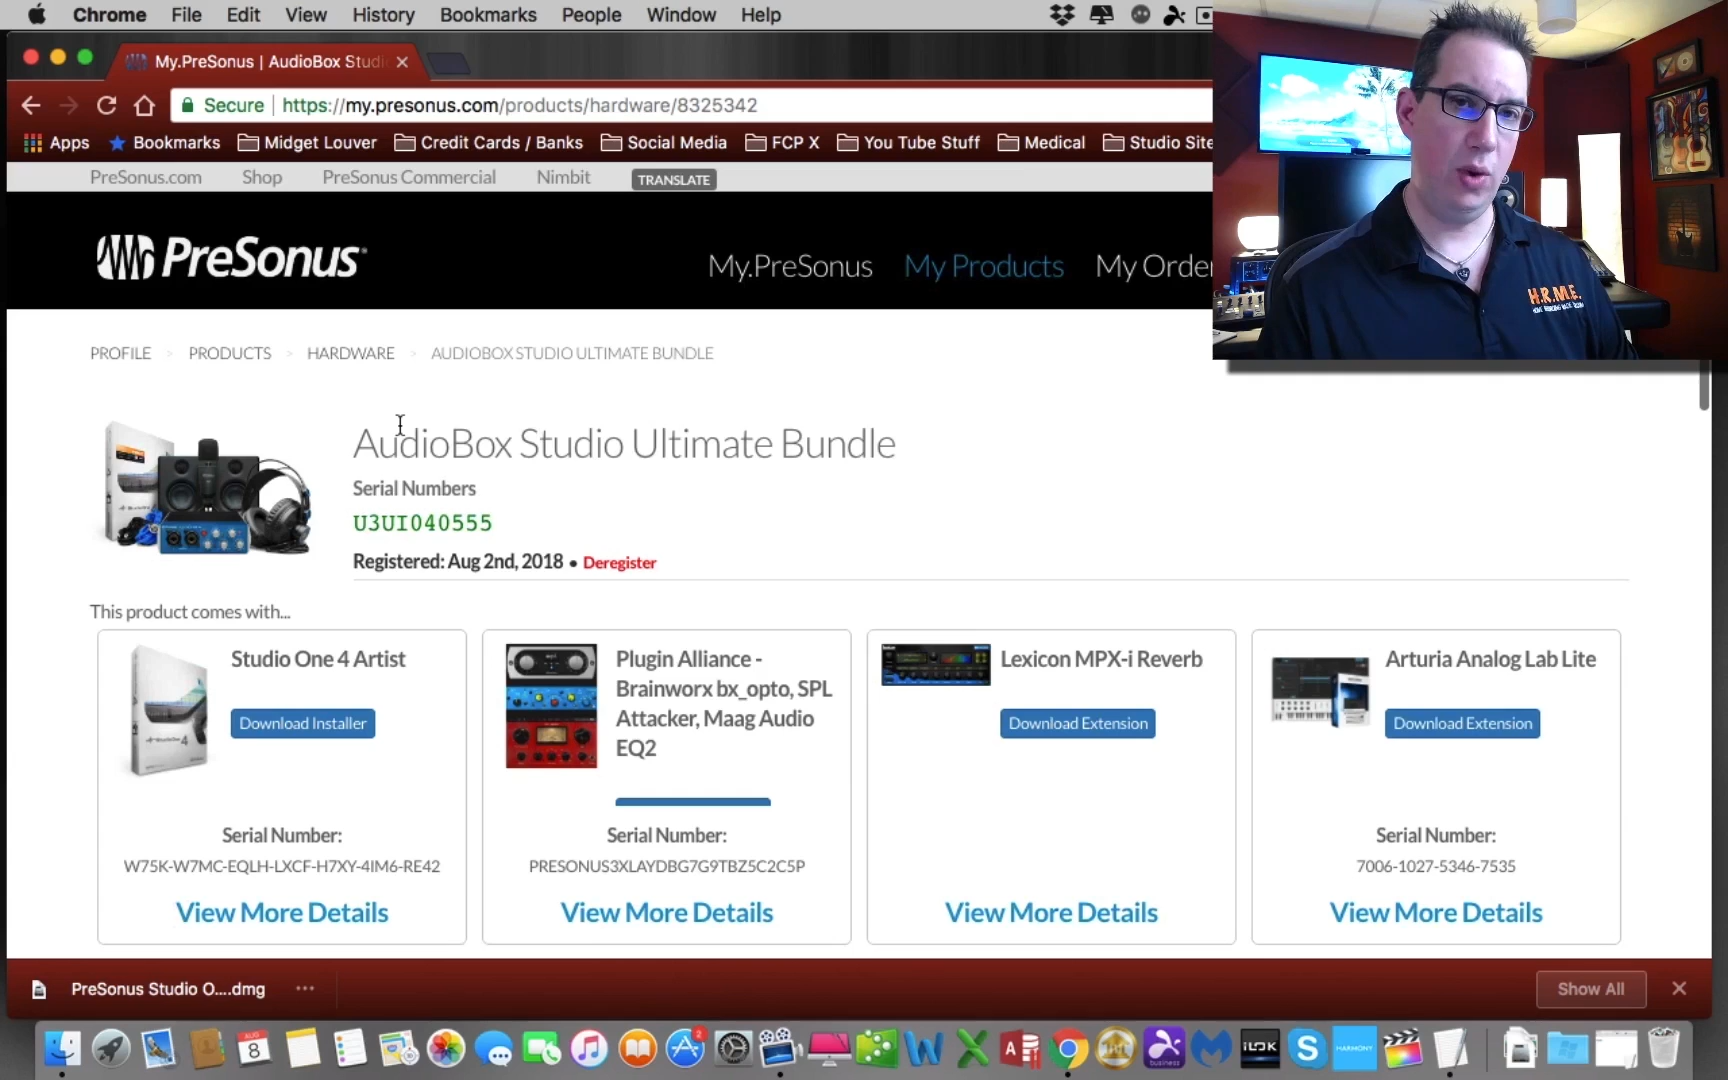 Chrome File Edit View History Bookmarks People Window Help
My.PreSonus | AudioBox Studi
Secure https://my.presonus.com/products/hardware/8325342
Apps Bookmarks Midget Louver Credit Cards / Banks Social Media FCP X You Tube Stuff Medical Studio Site
PreSonus.com Shop PreSonus Commercial Nimbit TRANSLATE
PreSonus
My.PreSonus My Products My Order
H.R.M.E.
PROFILE > PRODUCTS > HARDWARE > AUDIOBOX STUDIO ULTIMATE BUNDLE
AudioBox Studio Ultimate Bundle
Serial Numbers
U3UI040555
Registered: Aug 2nd, 2018 • Deregister
This product comes with...
Studio One 4 Artist
Download Installer
Serial Number:
W75K-W7MC-EQLH-LXCF-H7XY-4IM6-RE42
View More Details
Plugin Alliance -
Brainworx bx_opto, SPL
Attacker, Maag Audio
EQ2
Serial Number:
PRESONUS3XLAYDBG7G9TBZ5C2C5P
View More Details
Lexicon MPX-i Reverb
Download Extension
View More Details
Arturia Analog Lab Lite
Download Extension
Serial Number:
7006-1027-5346-7535
View More Details
PreSonus Studio O....dmg
Show All
AUG
8
2
iLOK
HARMONY